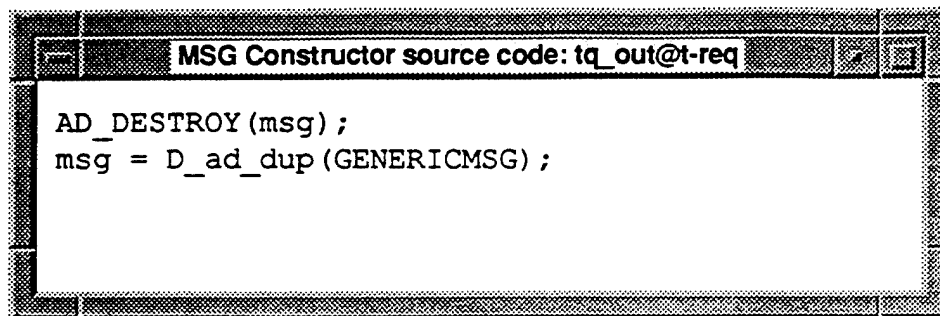 MSG Constructor source code: tq_out@t-req
AD_DESTROY(msg);
msg = D_ad_dup(GENERICMSG);